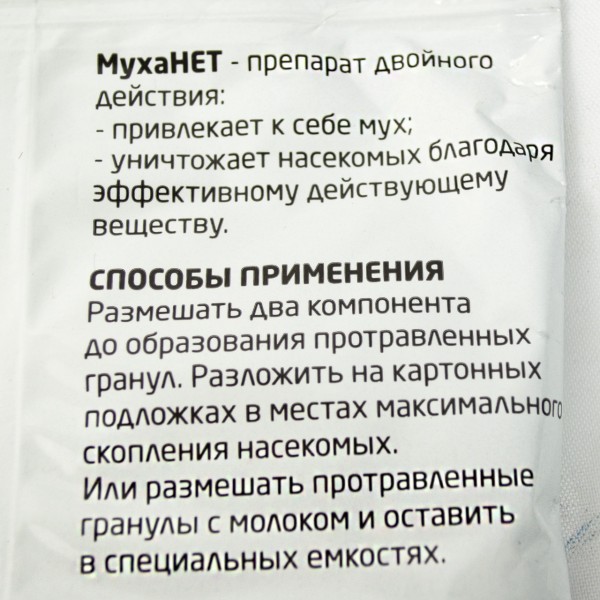 МухаНЕТ - препарат двойного
действия:
- привлекает к себе мух;
- уничтожает насекомых благодаря
эффективному действующему
веществу.
СПОСОБЫ ПРИМЕНЕНИЯ
Размешать два компонента
до образования протравленных
гранул. Разложить на картонных
подложках в местах максимального
скопления насекомых.
Или размешать протравленные
гранулы с молоком и оставить
в специальных емкостях.